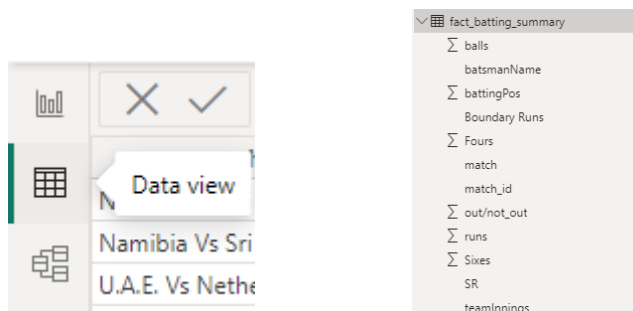 Data view
Namibia Vs Sri
U.A.E. Vs Nethe
fact_batting_summary
balls
batsmanName
battingPos
Boundary Runs
Fours
match
match_id
out/not_out
runs
Sixes
SR
teamInnings